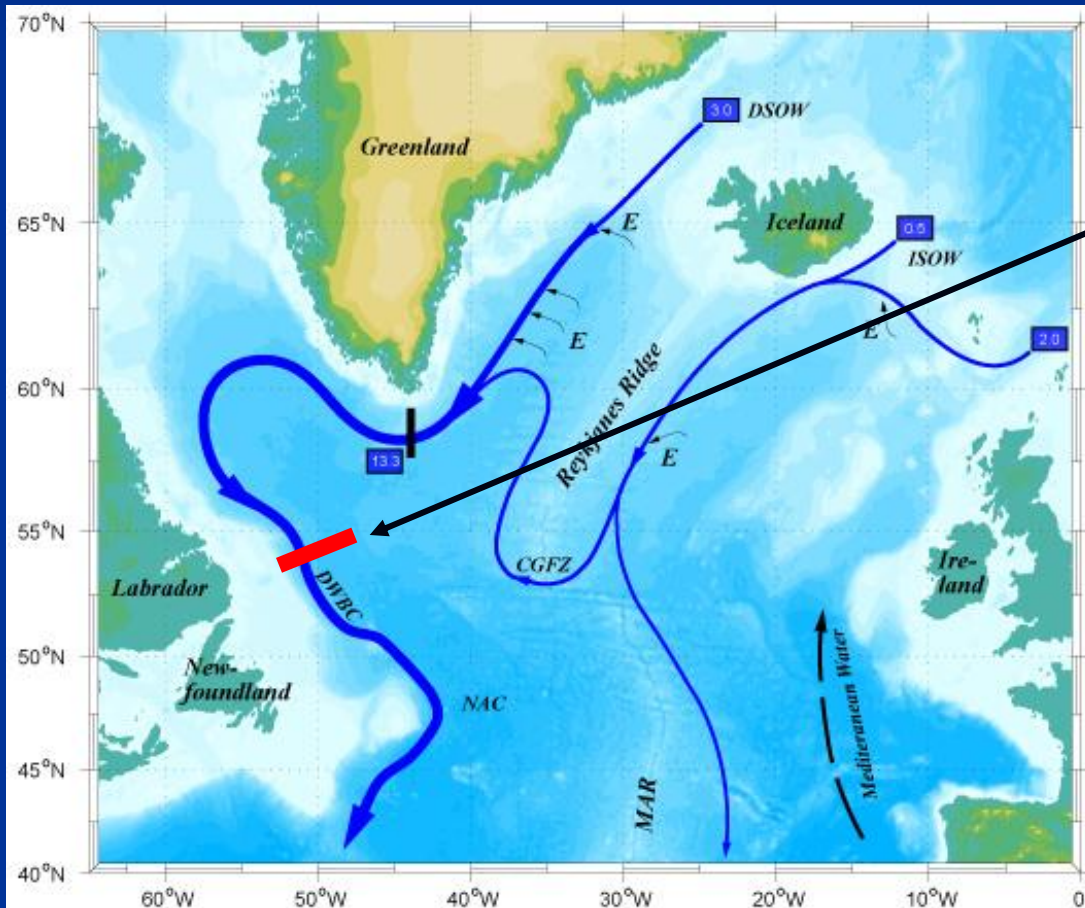 70°N
65°N
60°N
55°N
50°N
45°N
40°N
3.0 DSOW
Greenland
E
Iceland
0.5
ISOW
E
E
2.0
Reykjanes Ridge
13.3
E
CGFZ
DWBC
Labrador
Ire-
land
New-
foundland
NAC
MAR
Mediteranean Water
60°W
50°W
40°W
30°W
20°W
10°W
0